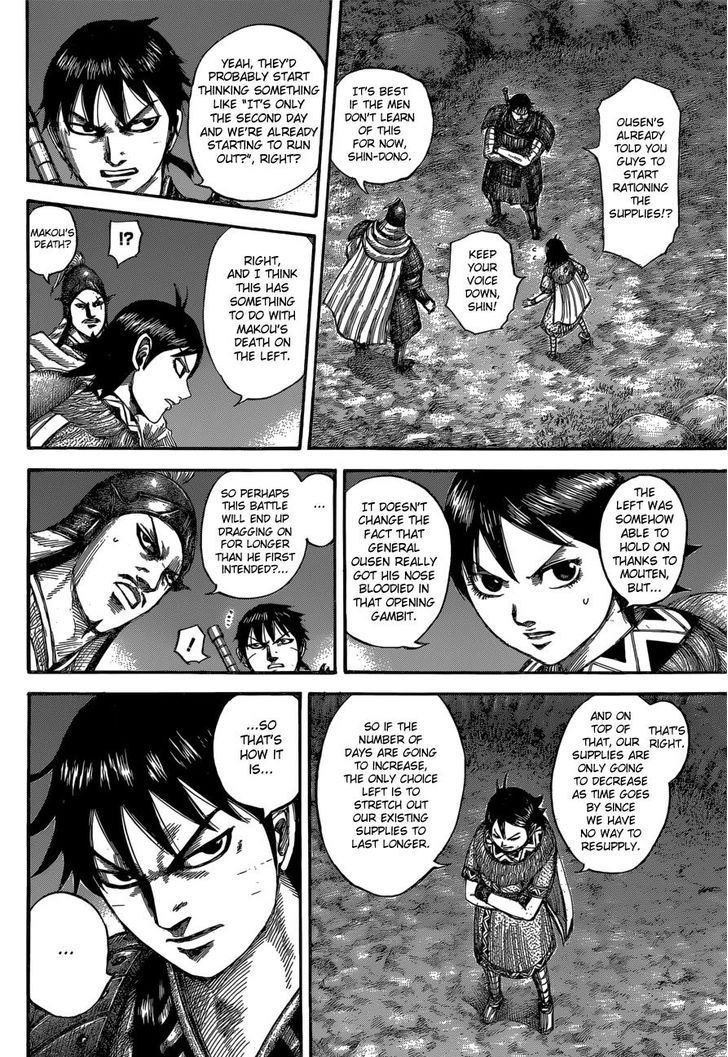 OUSEN'S
ALREADY
TOLD YOU
GUYS TO
START
RATIONING
THE
SUPPLIES!?
KEEP
YOUR
VOICE
DOWN,
SHIN!
IT'S BEST
IF THE MEN
DON'T LEARN
OF THIS
FOR NOW,
SHIN-DONO.
YEAH, THEY'D
PROBABLY START
THINKING SOMETHING
LIKE "IT'S ONLY
THE SECOND DAY
AND WE'RE ALREADY
STARTING TO RUN
OUT?", RIGHT?
RIGHT,
AND I THINK
THIS HAS
SOMETHING
TO DO WITH
MAKOU'S
DEATH ON
THE LEFT.
!?
MAKOU'S
DEATH?
THE
LEFT WAS
SOMEHOW
ABLE TO
HOLD ON
THANKS TO
MOUTEN,
BUT...
IT DOESN'T
CHANGE THE
FACT THAT
GENERAL
OUSEN REALLY
GOT HIS NOSE
BLOODIED IN
THAT OPENING
GAMBIT.
...
SO PERHAPS
THIS BATTLE
WILL END UP
DRAGGING ON
FOR LONGER
THAN HE FIRST
INTENDED?...
...
!
THAT'S
RIGHT.
AND ON
TOP OF
THAT, OUR
SUPPLIES ARE
ONLY GOING
TO DECREASE
AS TIME GOES
BY SINCE
WE HAVE
NO WAY TO
RESUPPLY.
SO IF THE
NUMBER OF
DAYS ARE GOING
TO INCREASE,
THE ONLY CHOICE
LEFT IS TO
STRETCH OUT
OUR EXISTING
SUPPLIES TO
LAST LONGER.
...SO
THAT'S
HOW IT
IS...
...